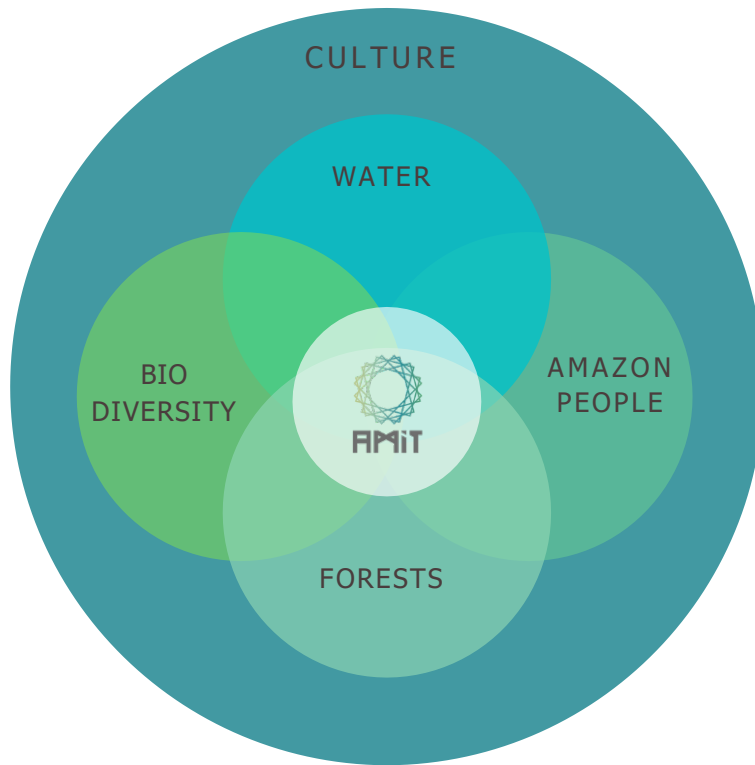 CULTURE
WATER
BIO
DIVERSITY
AMAZON
PEOPLE
AMiT
FORESTS